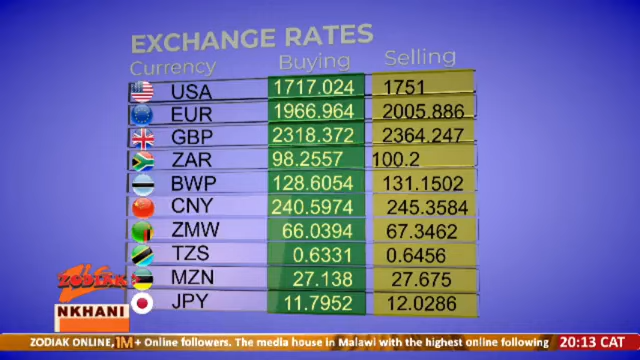 EXCHANGE RATES
Currency Buying Selling
USA 1717.024 1751
EUR 1966.964 2005.886
GBP 2318.372 2364.247
ZAR 98.2557 100.2
BWP 128.6054 131.1502
CNY 240.5974 245.3584
ZMW 66.0394 67.3462
TZS 0.6331 0.6456
MZN 27.138 27.675
JPY 11.7952 12.0286
ZODIAK
NKHANI
ZODIAK ONLINE, 1M+ Online followers. The media house in Malawi with the highest online following
20:13 CAT